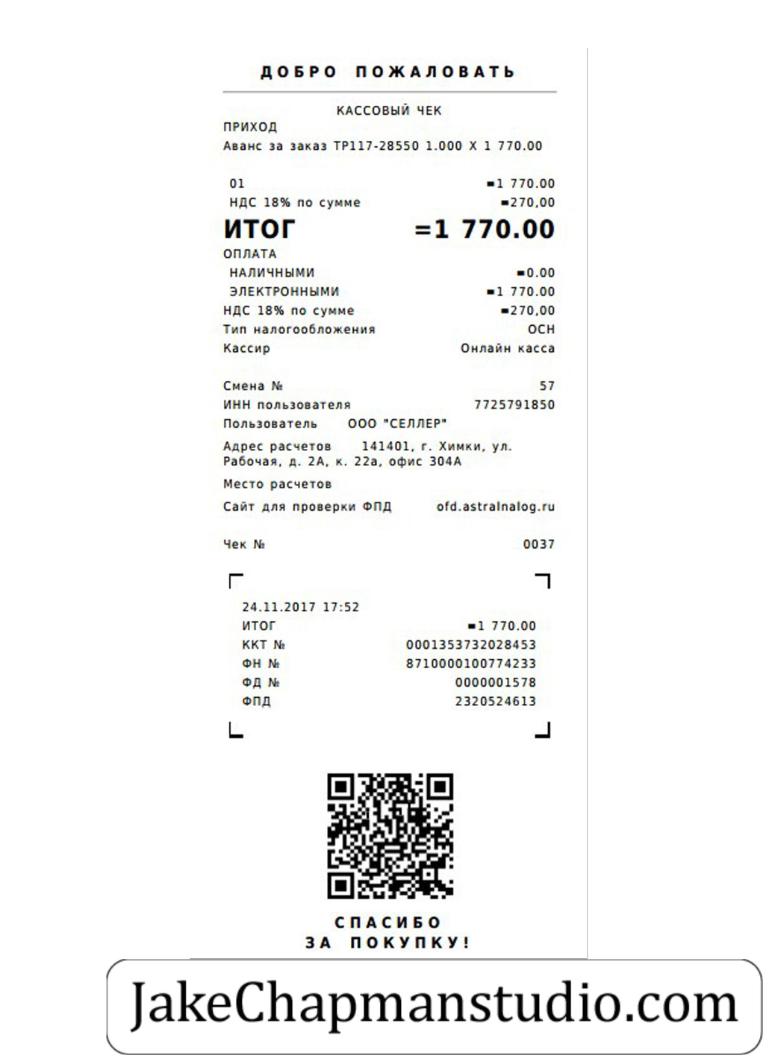 ДОБРО ПОЖАЛОВАТЬ
КАССОВЫЙ ЧЕК
ПРИХОД
Аванс за заказ ТР117-28550 1.000 X 1 770.00
01 =1 770.00
НДС 18% по сумме =270,00
ИТОГ =1 770.00
ОПЛАТА
НАЛИЧНЫМИ =0.00
ЭЛЕКТРОННЫМИ =1 770.00
НДС 18% по сумме =270,00
Тип налогообложения ОСН
Кассир Онлайн касса
Смена № 57
ИНН пользователя 7725791850
Пользователь ООО "СЕЛЛЕР"
Адрес расчетов 141401, г. Химки, ул.
Рабочая, д. 2А, к. 22а, офис 304А
Место расчетов
Сайт для проверки ФПД ofd.astralnalog.ru
Чек № 0037
24.11.2017 17:52
ИТОГ =1 770.00
ККТ № 0001353732028453
ФН № 8710000100774233
ФД № 0000001578
ФПД 2320524613
СПАСИБО
ЗА ПОКУПКУ!
JakeChapmanstudio.com